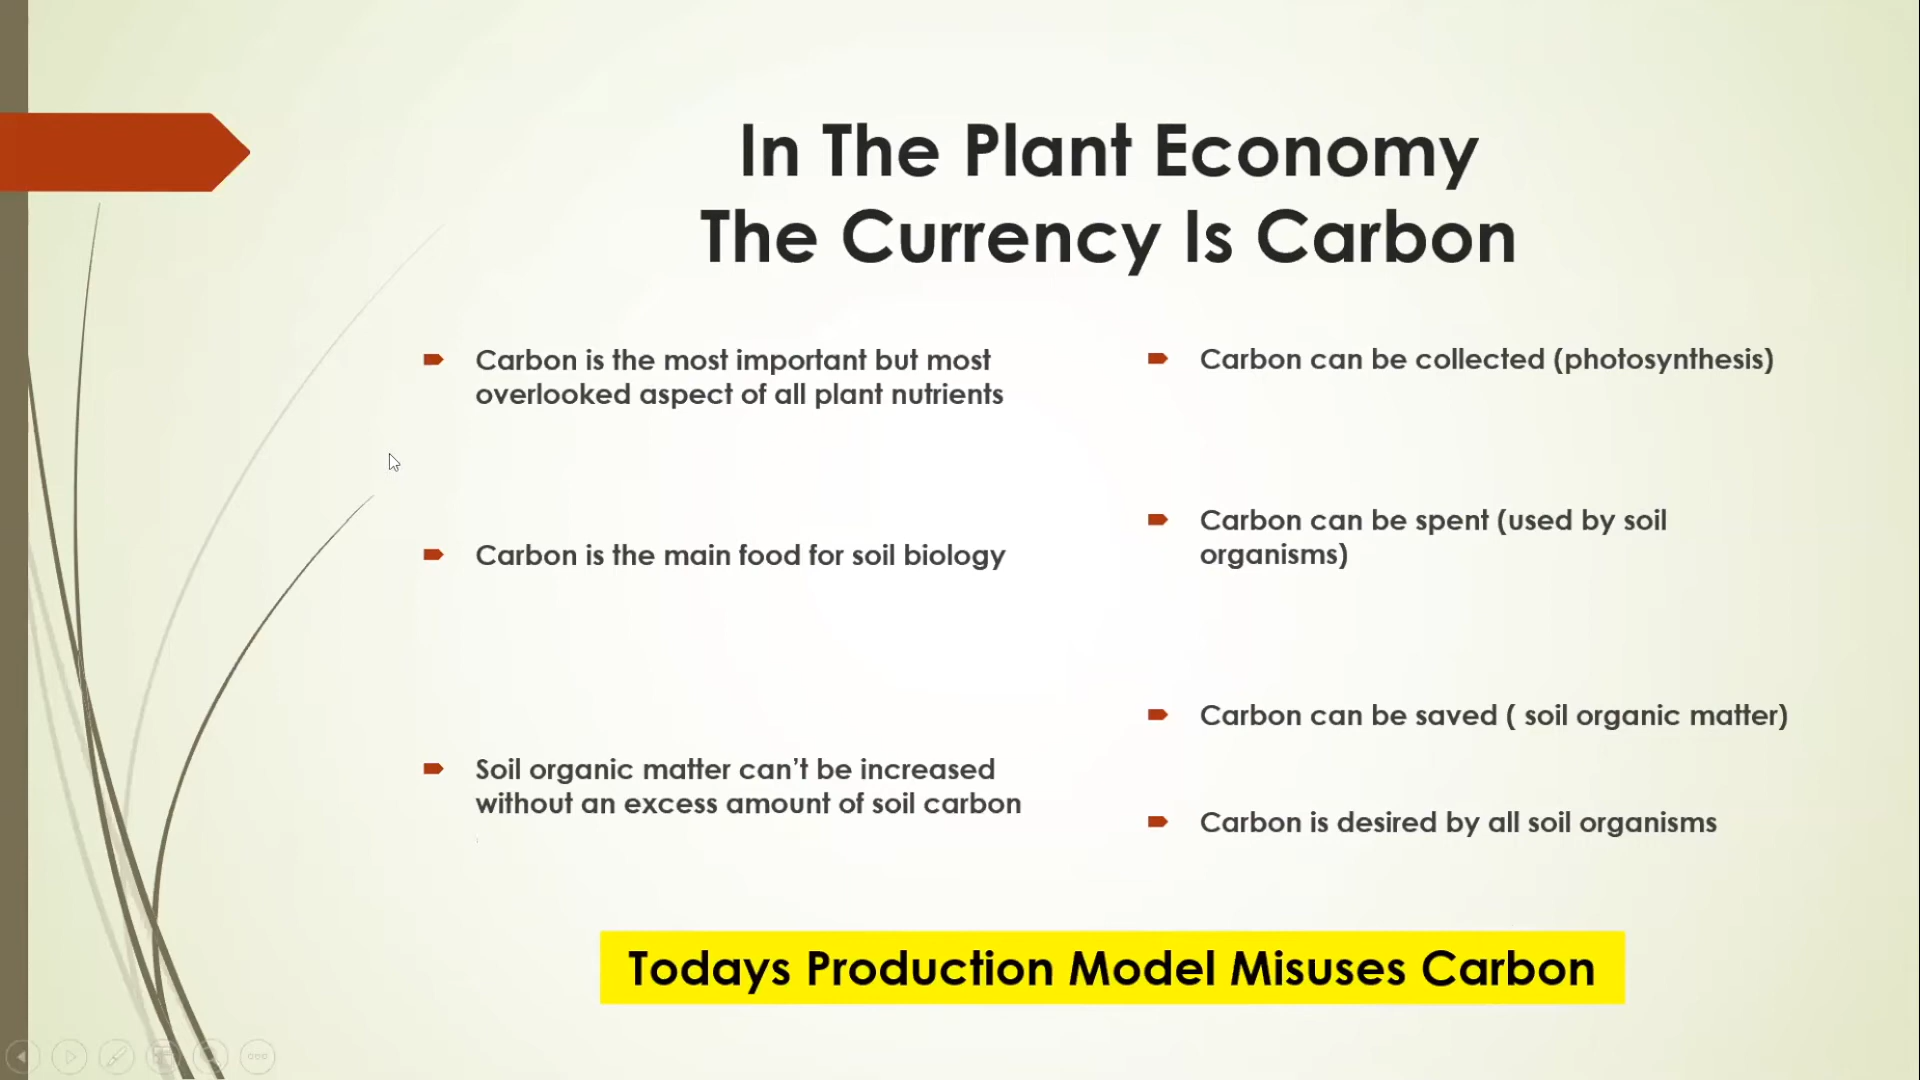 In The Plant Economy
The Currency Is Carbon
Carbon is the most important but most
overlooked aspect of all plant nutrients
Carbon is the main food for soil biology
Soil organic matter can’t be increased
without an excess amount of soil carbon
Carbon can be collected (photosynthesis)
Carbon can be spent (used by soil
organisms)
Carbon can be saved ( soil organic matter)
Carbon is desired by all soil organisms
Todays Production Model Misuses Carbon